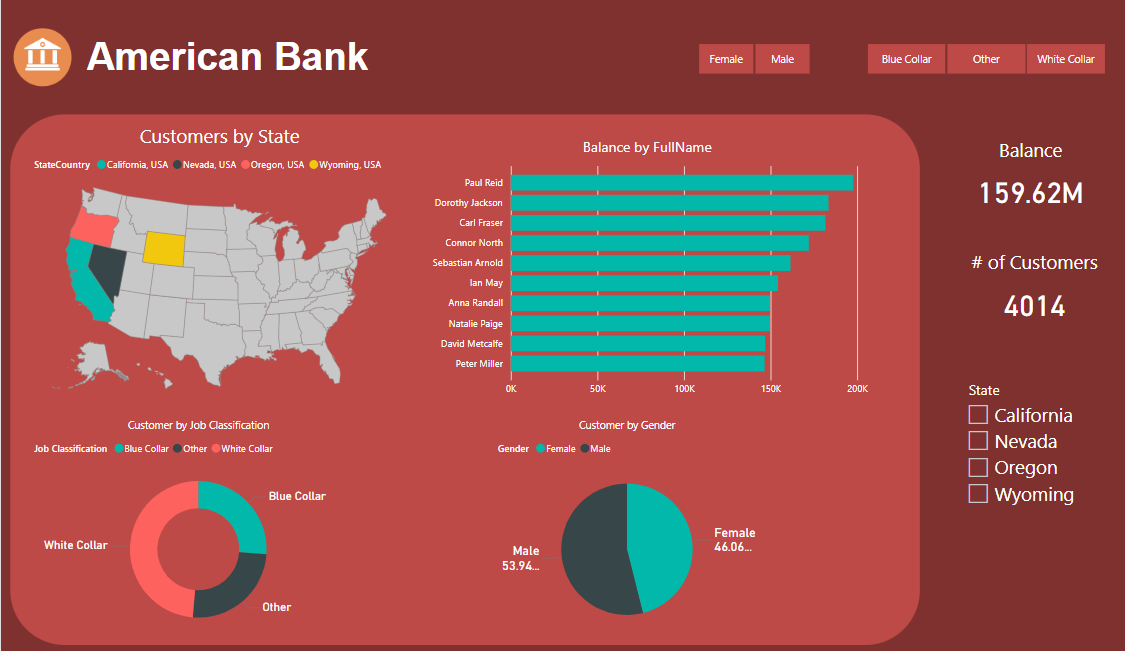 American Bank
Female Male
Blue Collar Other White Collar
Customers by State
StateCountry California, USA Nevada, USA Oregon, USA Wyoming, USA
Balance by FullName
Paul Reid
Dorothy Jackson
Carl Fraser
Connor North
Sebastian Arnold
Ian May
Anna Randall
Natalie Paige
David Metcalfe
Peter Miller
0K 50K 100K 150K 200K
Customer by Job Classification
Job Classification Blue Collar Other White Collar
Blue Collar
White Collar
Other
Customer by Gender
Gender Female Male
Female
46.06...
Male
53.94...
Balance
159.62M
# of Customers
4014
State
California
Nevada
Oregon
Wyoming